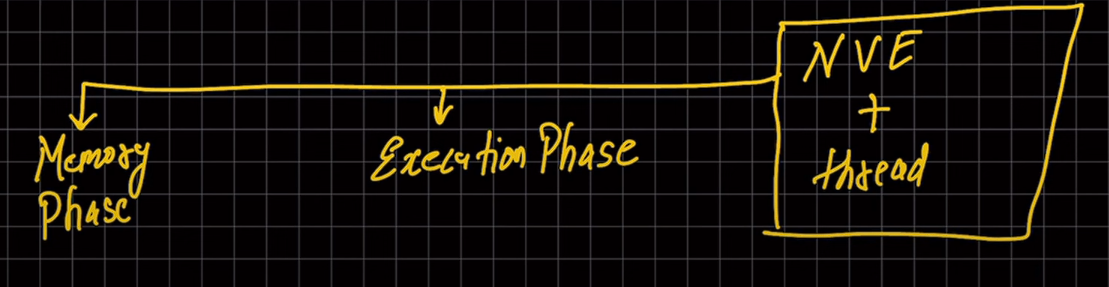 NVE
+
thread
Memory
Phase
Execution Phase